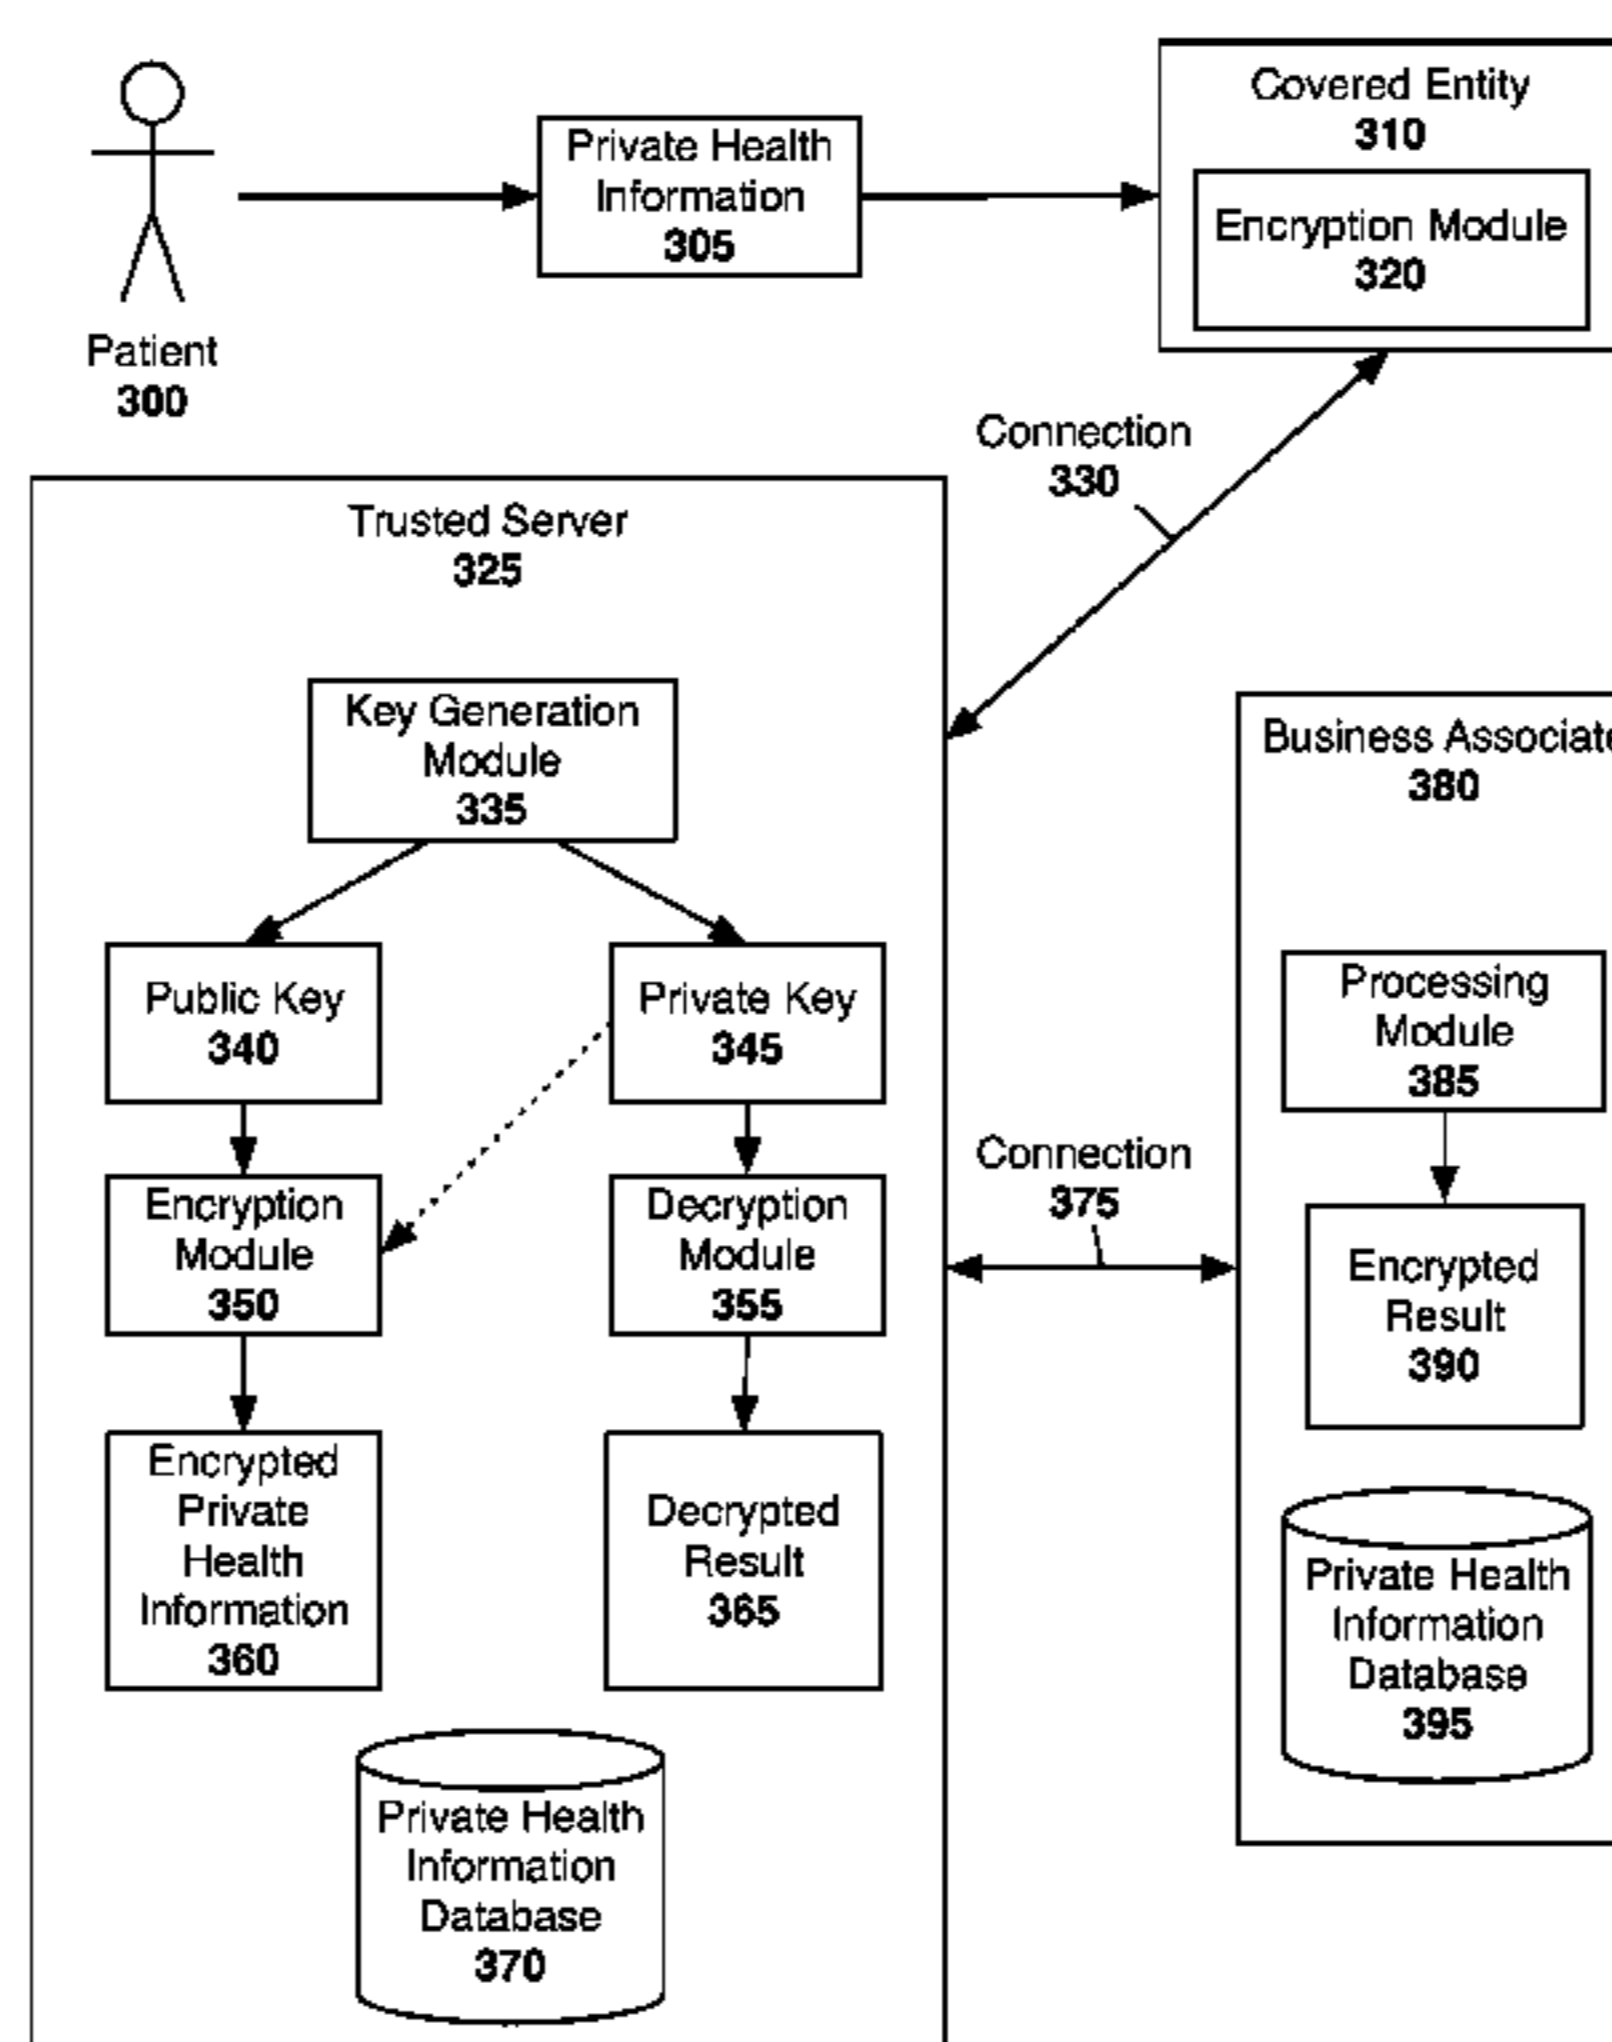 Covered Entity
310
Private Health
Information
305
Encryption Module
320
Patient
300
Connection
330
Trusted Server
325
Key Generation
Module
335
Public Key
340
Private Key
345
Encryption
Module
350
Decryption
Module
355
Encrypted
Private
Health
Information
360
Decrypted
Result
365
Private Health
Information
Database
370
Connection
375
Business Associate
380
Processing
Module
385
Encrypted
Result
390
Private Health
Information
Database
395